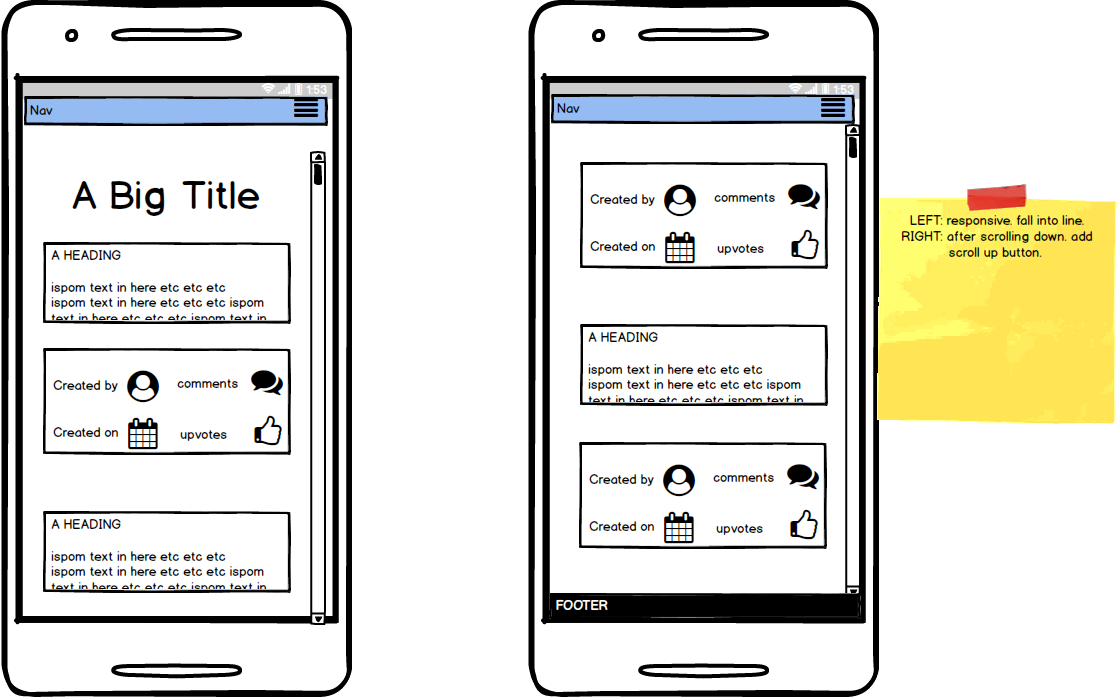 1:53
Nav
A Big Title
A HEADING
ispom text in here etc etc etc
ispom text in here etc etc etc ispom
text in here etc etc etc ispom text in
Created by
comments
Created on
upvotes
A HEADING
ispom text in here etc etc etc
ispom text in here etc etc etc ispom
text in here etc etc etc ispom text in
1:53
Nav
Created by
comments
Created on
upvotes
A HEADING
ispom text in here etc etc etc
ispom text in here etc etc etc ispom
text in here etc etc etc ispom text in
Created by
comments
Created on
upvotes
FOOTER
LEFT: responsive. fall into line.
RIGHT: after scrolling down. add
scroll up button.